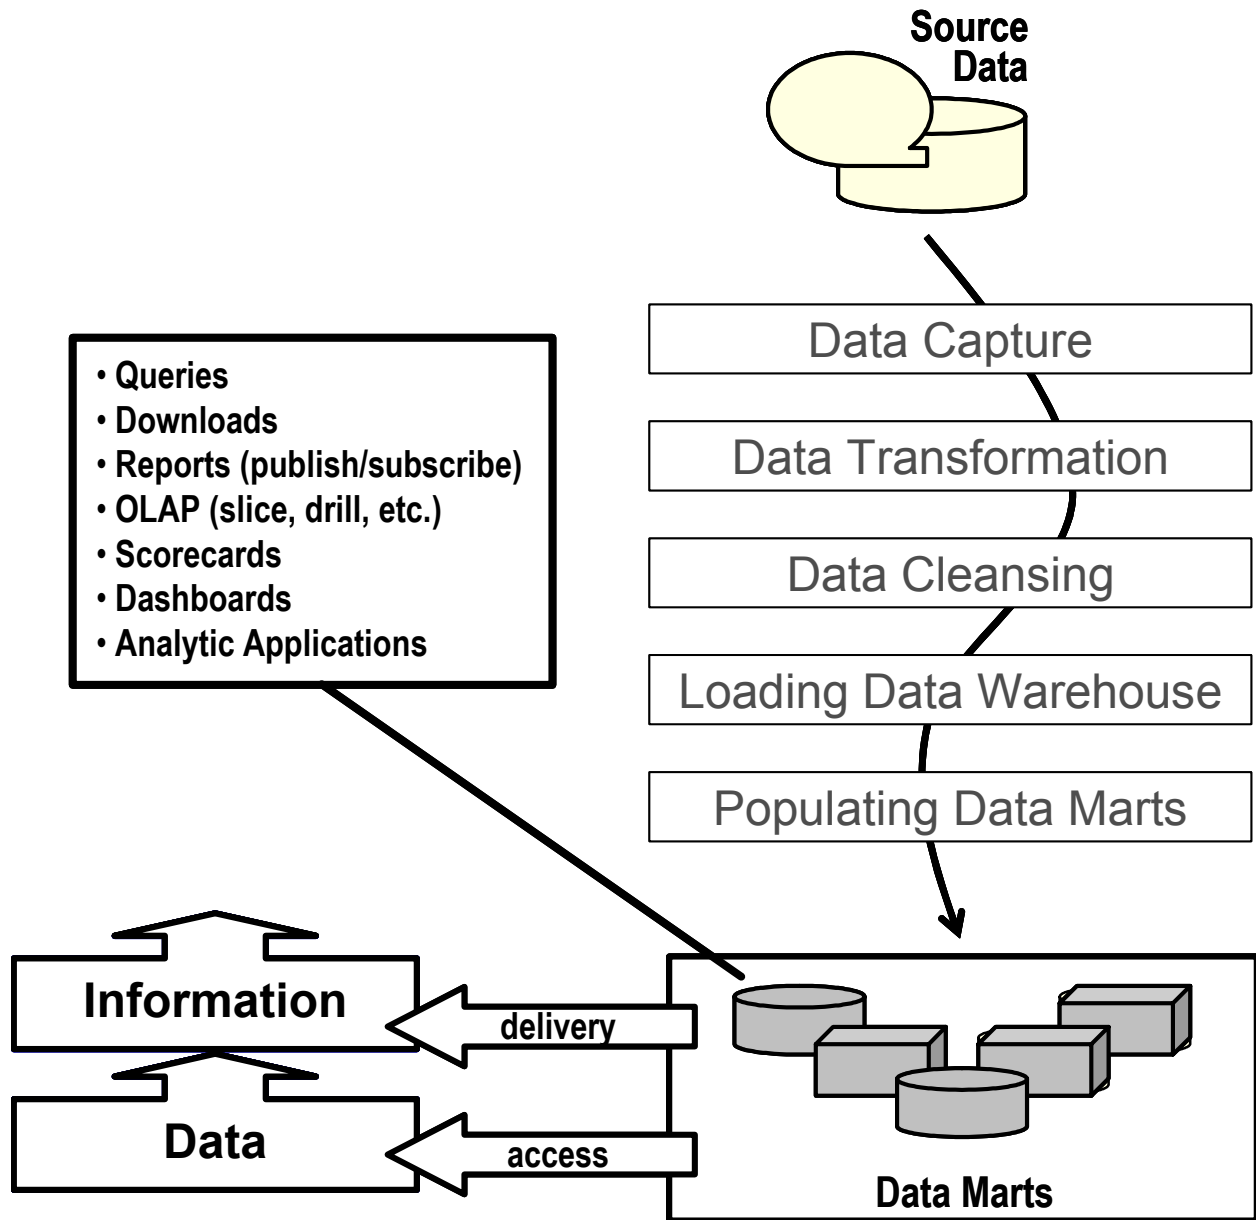 Source
Data
Data Capture
Data Transformation
Data Cleansing
Loading Data Warehouse
Populating Data Marts
• Queries
• Downloads
• Reports (publish/subscribe)
• OLAP (slice, drill, etc.)
• Scorecards
• Dashboards
• Analytic Applications
Information
delivery
Data
access
Data Marts